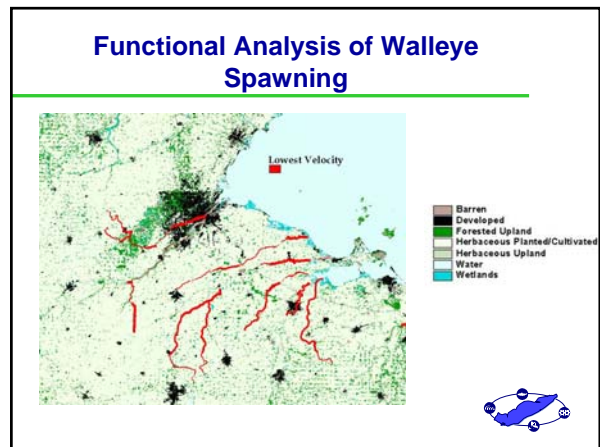 Functional Analysis of Walleye
Spawning
Lowest Velocity
Barren
Developed
Forested Upland
Herbaceous Planted/Cultivated
Herbaceous Upland
Water
Wetlands